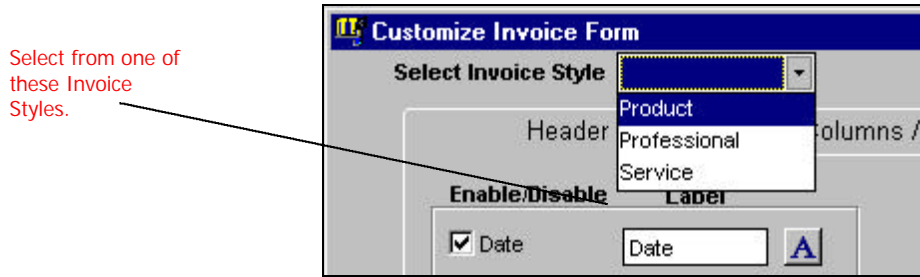 Customize Invoice Form
Select from one of
these Invoice
Styles.
Select Invoice Style
Product
Professional
Service
Header
olumns /
Enable/Disable Label
Date Date A